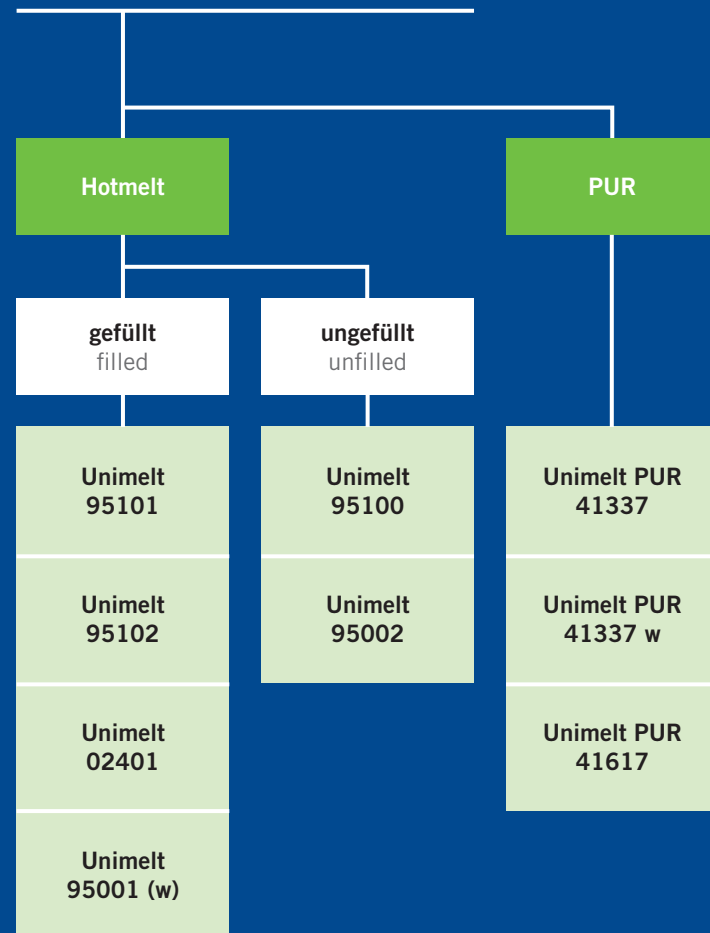 Hotmelt
PUR
gefüllt
filled
ungefüllt
unfilled
Unimelt
95101
Unimelt
95100
Unimelt PUR
41337
Unimelt
95102
Unimelt
95002
Unimelt PUR
41337 w
Unimelt
02401
Unimelt PUR
41617
Unimelt
95001 (w)